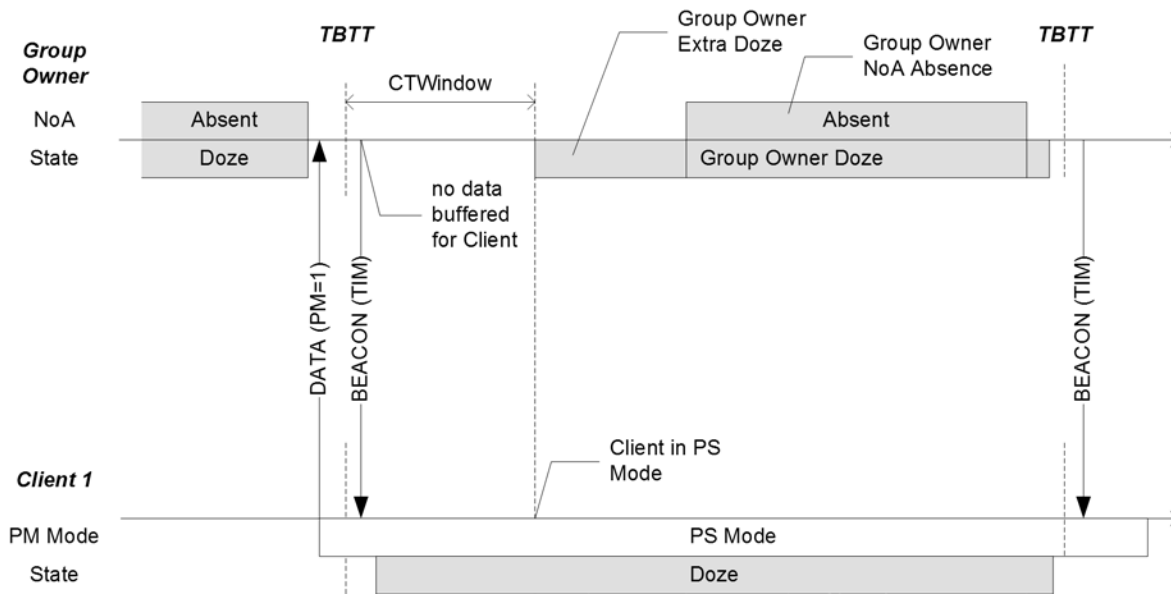 TBTT
Group Owner
Extra Doze
TBTT
Group
Owner
Group Owner
NoA Absence
CTWindow
NoA
Absent
Absent
State
Doze
Group Owner Doze
no data
buffered
for Client
DATA (PM=1)
BEACON (TIM)
BEACON (TIM)
Client in PS
Mode
Client 1
PM Mode
PS Mode
State
Doze